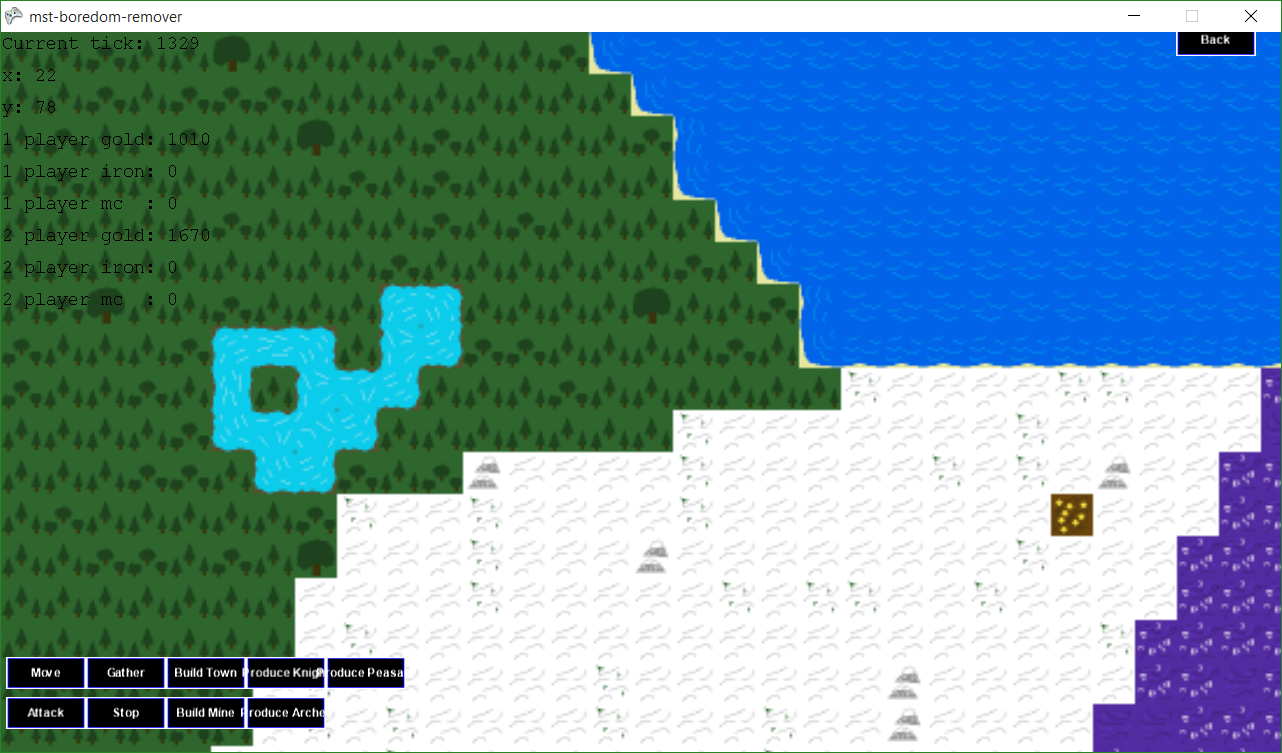 mst-boredom-remover
Current tick: 1329
Back
x: 22
y: 78
1 player gold: 1010
1 player iron: 0
1 player mc  : 0
2 player gold: 1670
2 player iron: 0
2 player mc  : 0
Move Gather Build Town Produce Knig Produce Peasa
Attack Stop Build Mine Produce Arche